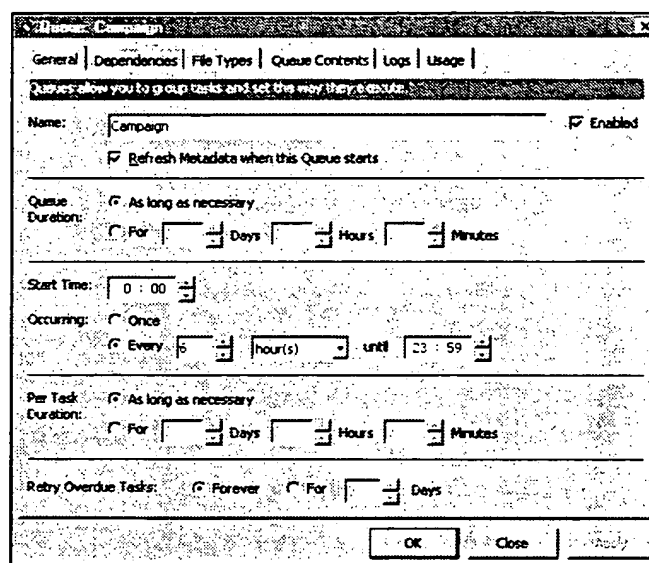 Queue: Campaign
General Dependencies File Types Queue Contents Logs Usage
Queues allow you to group tasks and set the way they execute.
Name: Campaign Enabled
Refresh Metadata when this Queue starts
Queue Duration: As long as necessary
For Days Hours Minutes
Start Time: 0 : 00
Occurring: Once
Every 6 hour(s) until 23 : 59
Per Task Duration: As long as necessary
For Days Hours Minutes
Retry Overdue Tasks: Forever For Days
OK Close Apply